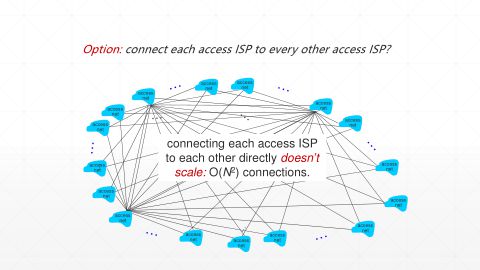 Option: connect each access ISP to every other access ISP?
access
net
access
net
access
net
access
net
access
net
access
net
access
net
access
net
connecting each access ISP
to each other directly doesn't
scale: O(N²) connections.
access
net
access
net
access
net
access
net
access
net
access
net
access
net
access
net